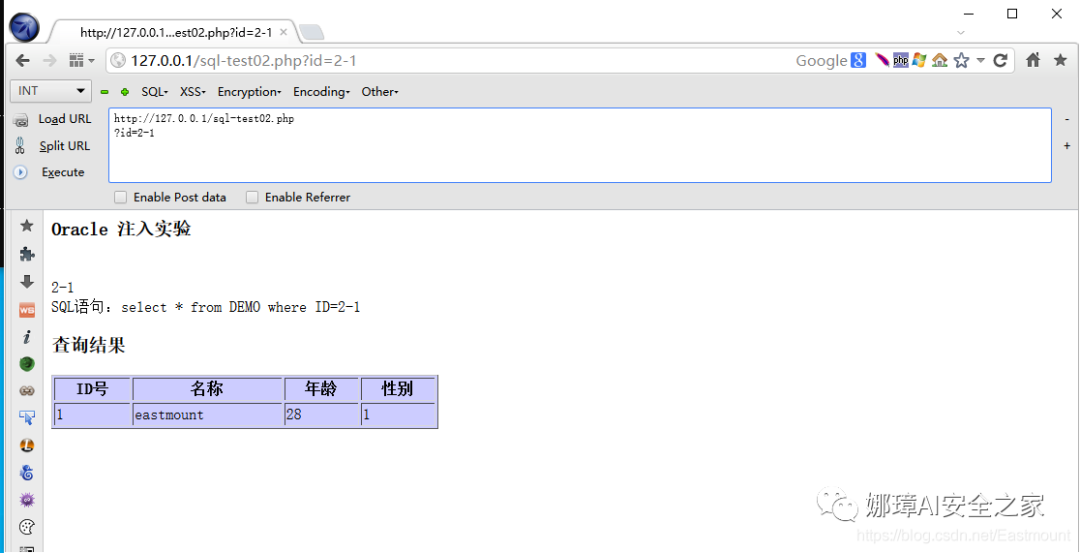 http://127.0.0.1...est02.php?id=2-1
127.0.0.1/sql-test02.php?id=2-1
Google
php
INT
SQL
XSS
Encryption
Encoding
Other
Load URL
http://127.0.0.1/sql-test02.php
?id=2-1
Split URL
Execute
Enable Post data
Enable Referrer
Oracle 注入实验
2-1
SQL语句：select * from DEMO where ID=2-1
查询结果
ID号 名称 年龄 性别
1 eastmount 28 1
娜璋AI安全之家
https://blog.csdn.net/Eastmount